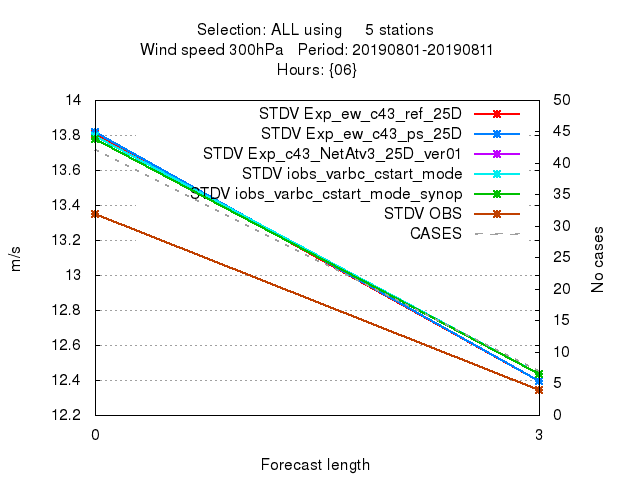 Selection: ALL using     5 stations
Wind speed 300hPa   Period: 20190801-20190811
Hours: {06}
14
13.8
13.6
13.4
13.2
13
12.8
12.6
12.4
12.2
m/s
STDV Exp_ew_c43_ref_25D
STDV Exp_ew_c43_ps_25D
STDV Exp_c43_NetAtv3_25D_ver01
STDV iobs_varbc_cstart_mode
STDV iobs_varbc_cstart_mode_synop
STDV OBS
CASES
50
45
40
35
30
25
20
15
10
5
0
No cases
0
3
Forecast length